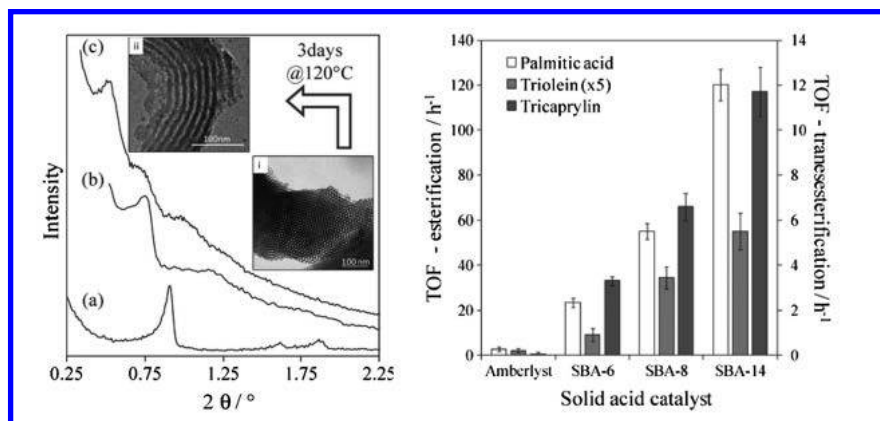 (c)
ii
100nm
3days
@120°C
(b)
i
100 nm
(a)
Intensity
0.25 0.75 1.25 1.75 2.25
2 θ / °
140
120
100
80
60
40
20
0
TOF - esterification / h⁻¹
Palmitic acid
Triolein (x5)
Tricaprylin
14
12
10
8
6
4
2
0
TOF - tranesesterification / h⁻¹
Amberlyst SBA-6 SBA-8 SBA-14
Solid acid catalyst